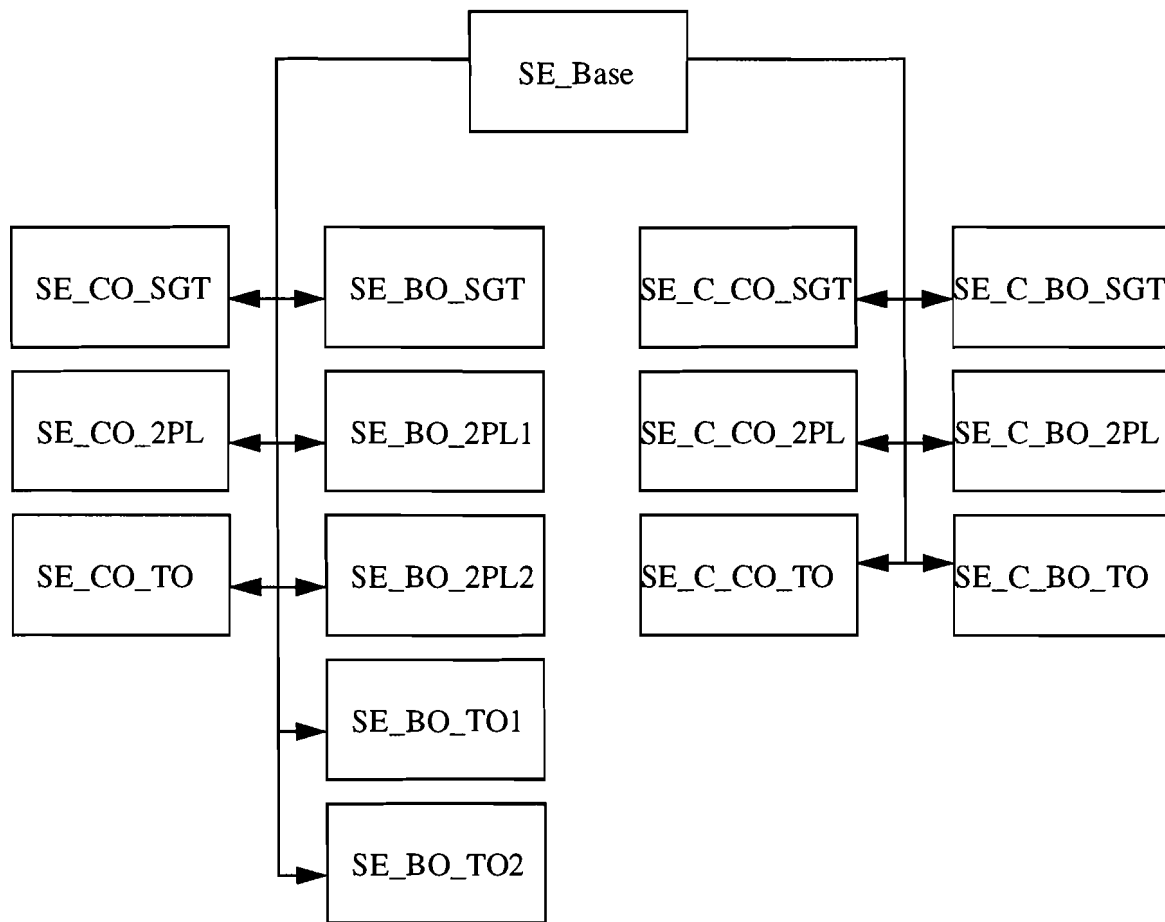 SE_Base
SE_CO_SGT
SE_BO_SGT
SE_C_CO_SGT
SE_C_BO_SGT
SE_CO_2PL
SE_BO_2PL1
SE_C_CO_2PL
SE_C_BO_2PL
SE_CO_TO
SE_BO_2PL2
SE_C_CO_TO
SE_C_BO_TO
SE_BO_TO1
SE_BO_TO2